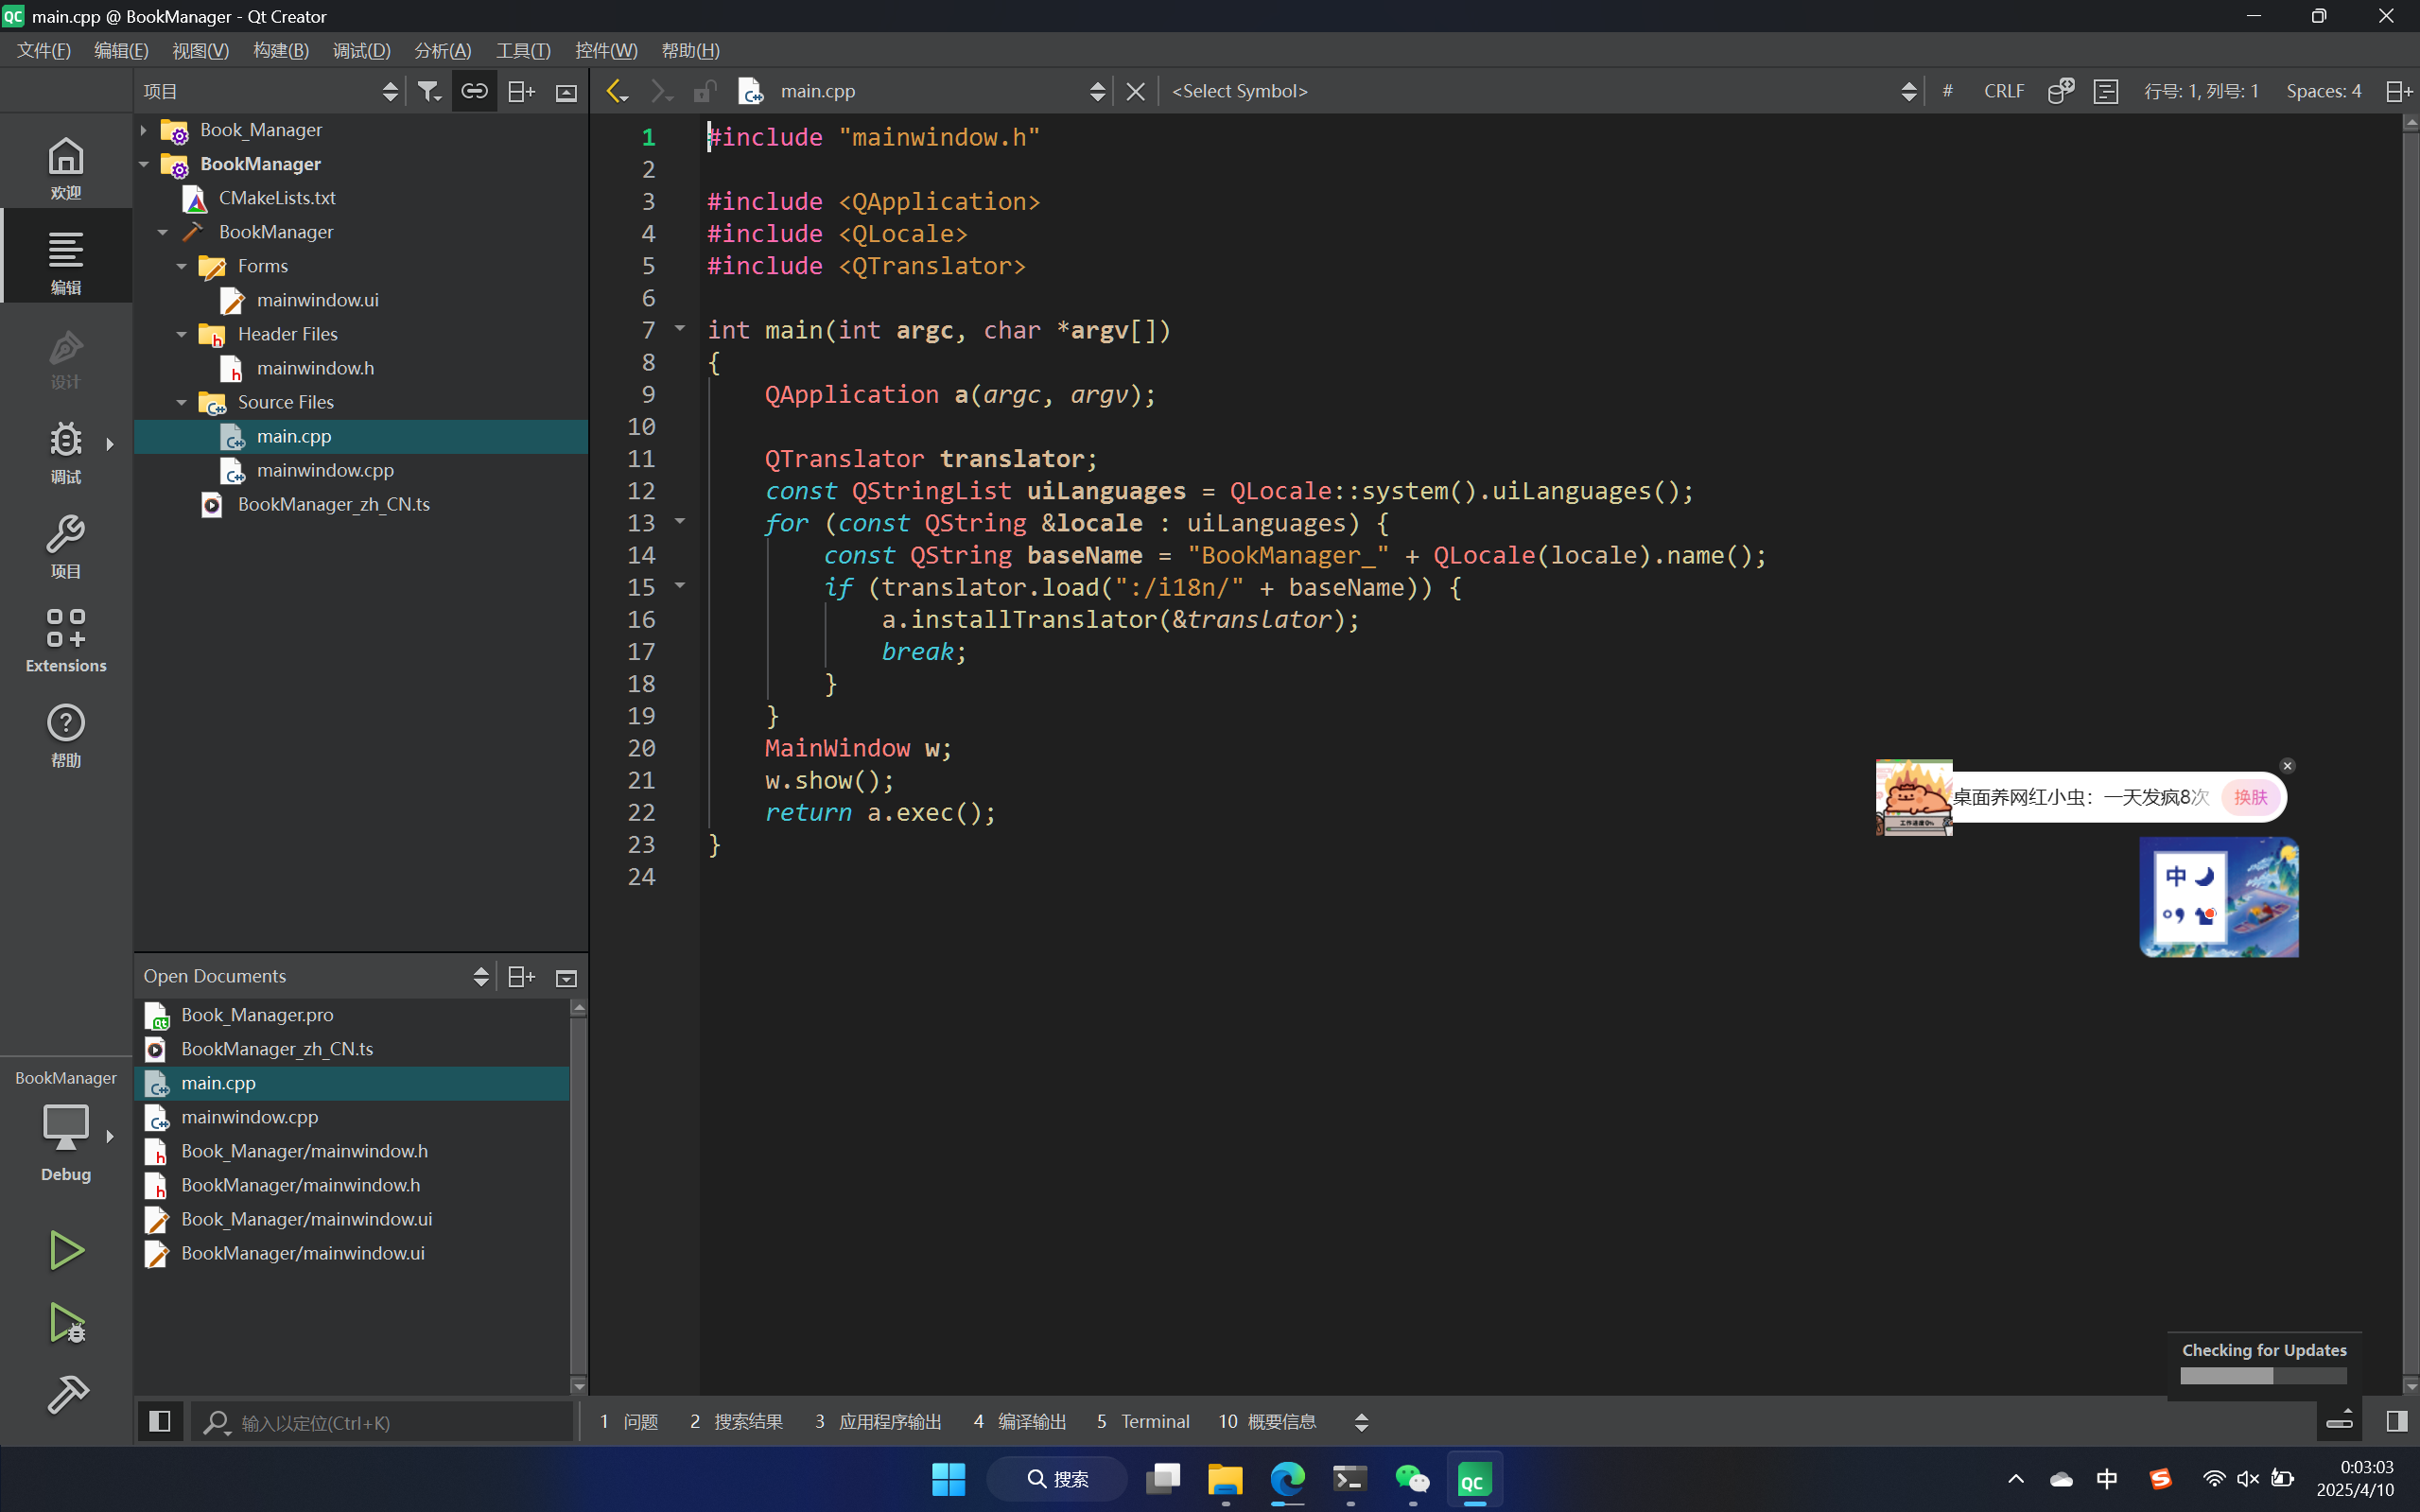 main.cpp @ BookManager - Qt Creator
文件(F) 编辑(E) 视图(V) 构建(B) 调试(D) 分析(A) 工具(T) 控件(W) 帮助(H)
项目
main.cpp
<Select Symbol>
# CRLF 行号: 1, 列号: 1 Spaces: 4
欢迎
编辑
设计
调试
项目
Extensions
帮助
BookManager
Debug
Book_Manager
BookManager
CMakeLists.txt
BookManager
Forms
mainwindow.ui
Header Files
mainwindow.h
Source Files
main.cpp
mainwindow.cpp
BookManager_zh_CN.ts
Open Documents
Book_Manager.pro
BookManager_zh_CN.ts
main.cpp
mainwindow.cpp
Book_Manager/mainwindow.h
BookManager/mainwindow.h
Book_Manager/mainwindow.ui
BookManager/mainwindow.ui
1 #include "mainwindow.h"
2
3 #include <QApplication>
4 #include <QLocale>
5 #include <QTranslator>
6
7 int main(int argc, char *argv[])
8 {
9 QApplication a(argc, argv);
10
11 QTranslator translator;
12 const QStringList uiLanguages = QLocale::system().uiLanguages();
13 for (const QString &locale : uiLanguages) {
14 const QString baseName = "BookManager_" + QLocale(locale).name();
15 if (translator.load(":/i18n/" + baseName)) {
16 a.installTranslator(&translator);
17 break;
18 }
19 }
20 MainWindow w;
21 w.show();
22 return a.exec();
23 }
24
桌面养网红小虫：一天发疯8次 换肤
工作进度0%
中
Checking for Updates
输入以定位(Ctrl+K)
1 问题 2 搜索结果 3 应用程序输出 4 编译输出 5 Terminal 10 概要信息
搜索
中
0:03:03
2025/4/10